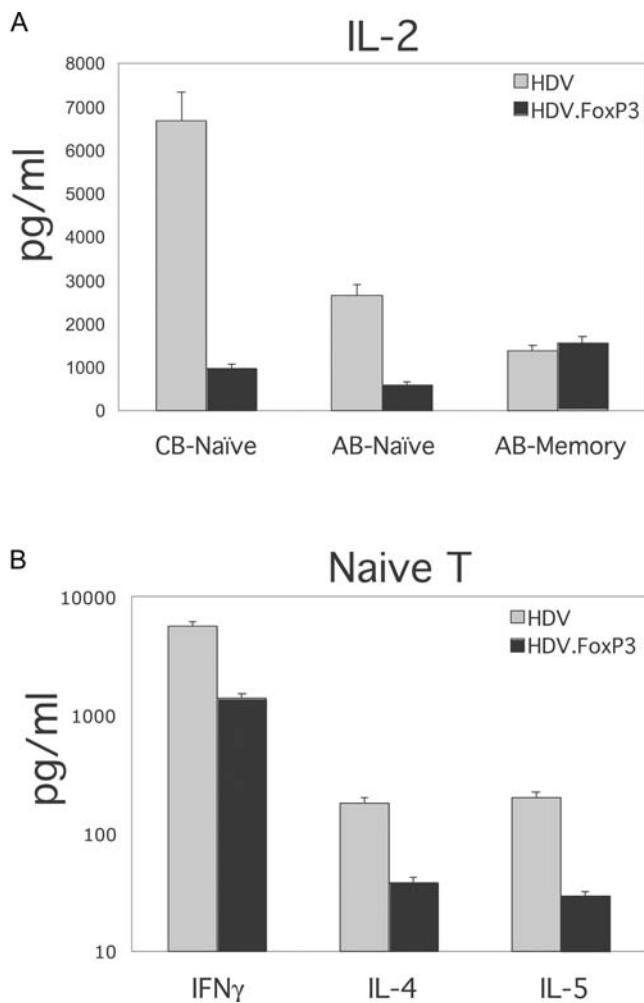 A
IL-2
pg/ml
8000
7000
6000
5000
4000
3000
2000
1000
0
HDV
HDV.FoxP3
CB-Naïve AB-Naïve AB-Memory
B
Naive T
pg/ml
10000
1000
100
10
HDV
HDV.FoxP3
IFNγ IL-4 IL-5